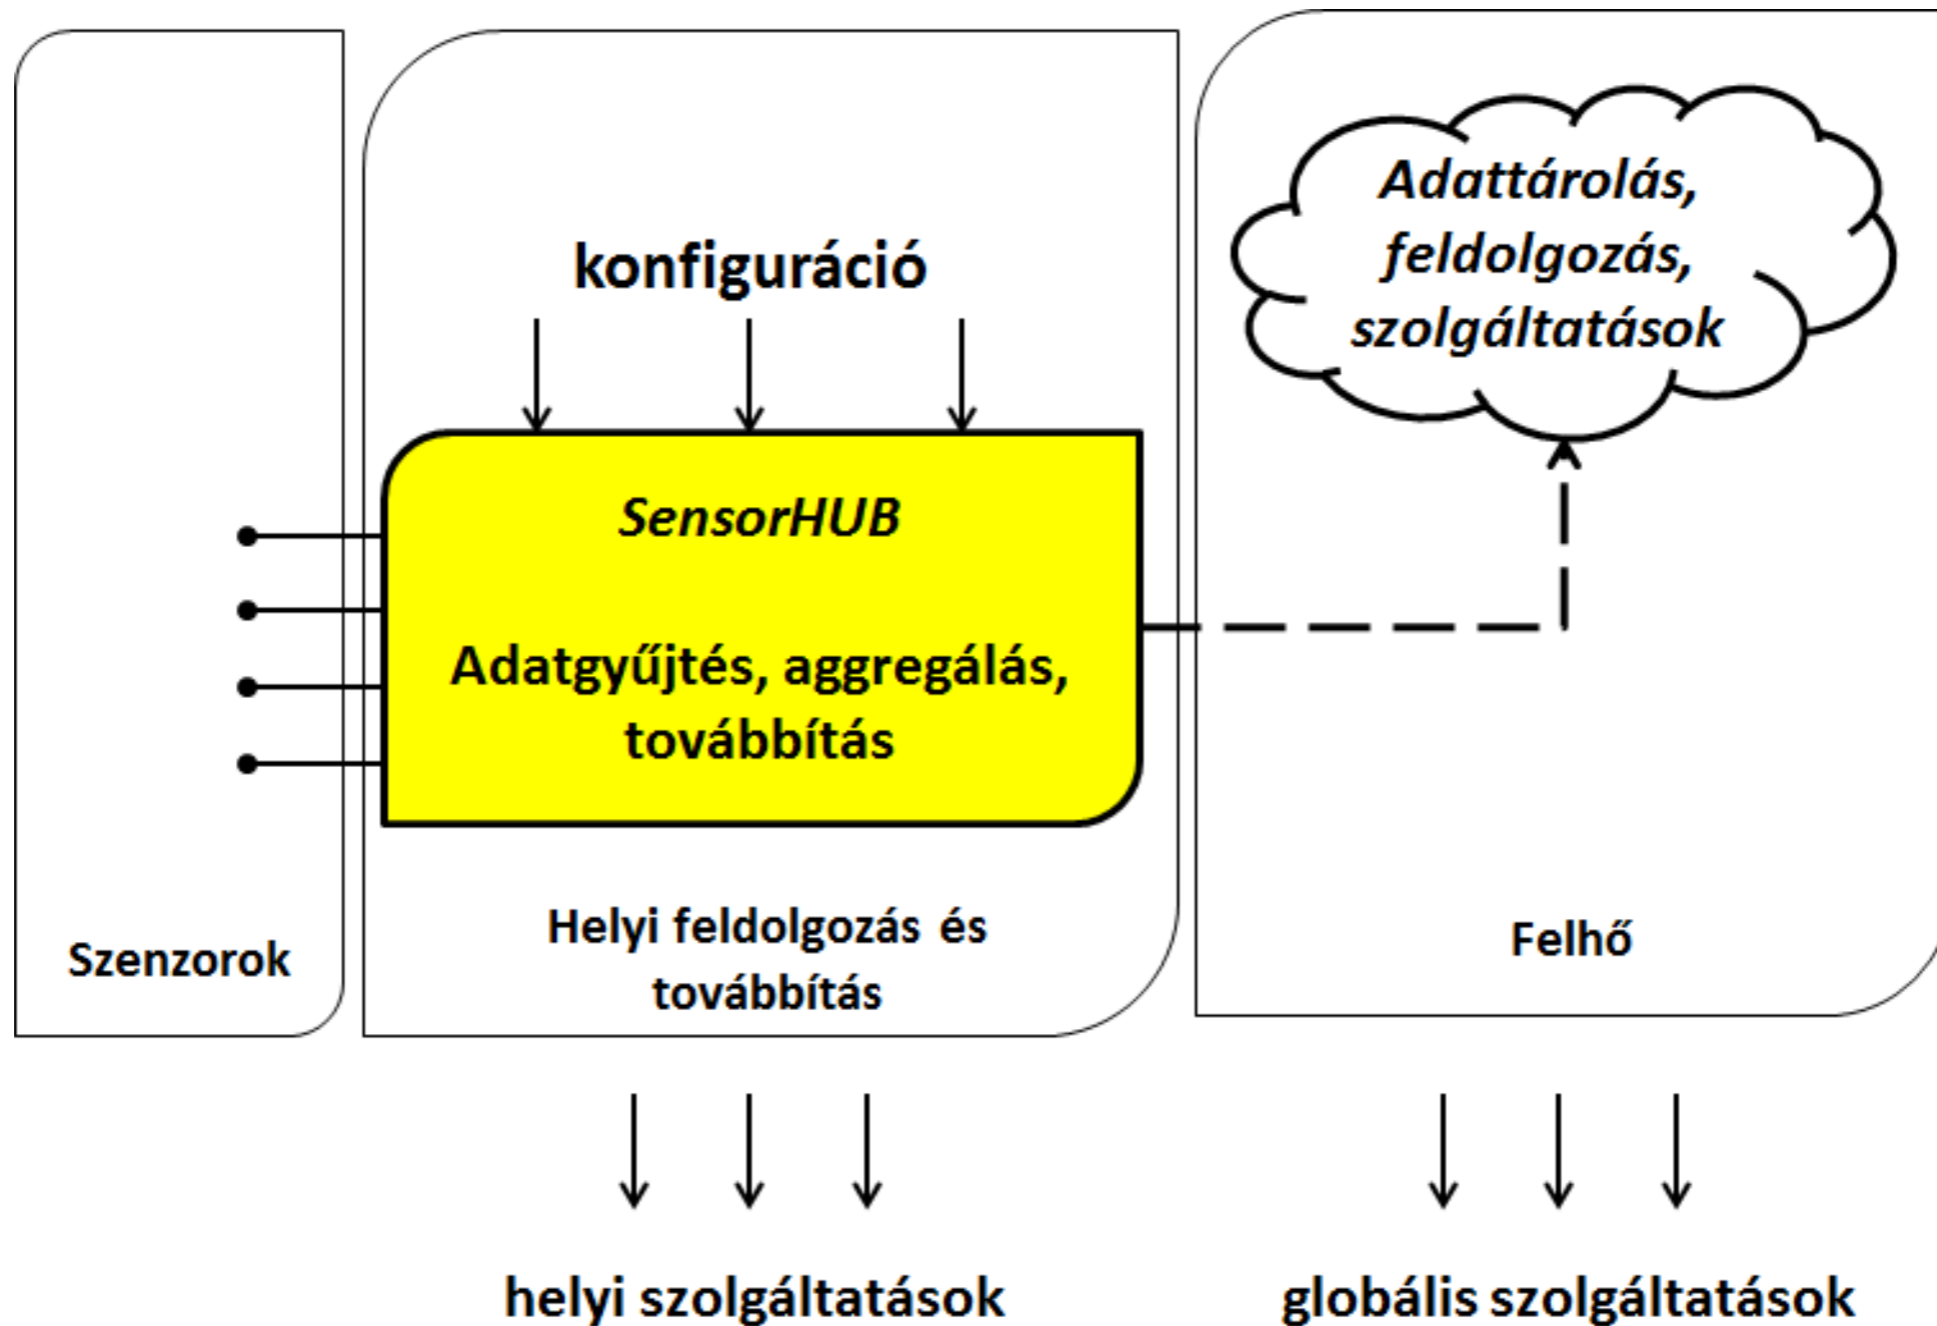 Szenzorok
konfiguráció
SensorHUB
Adatgyűjtés, aggregálás,
továbbítás
Helyi feldolgozás és
továbbítás
Adattárolás,
feldolgozás,
szolgáltatások
Felhő
helyi szolgáltatások
globális szolgáltatások